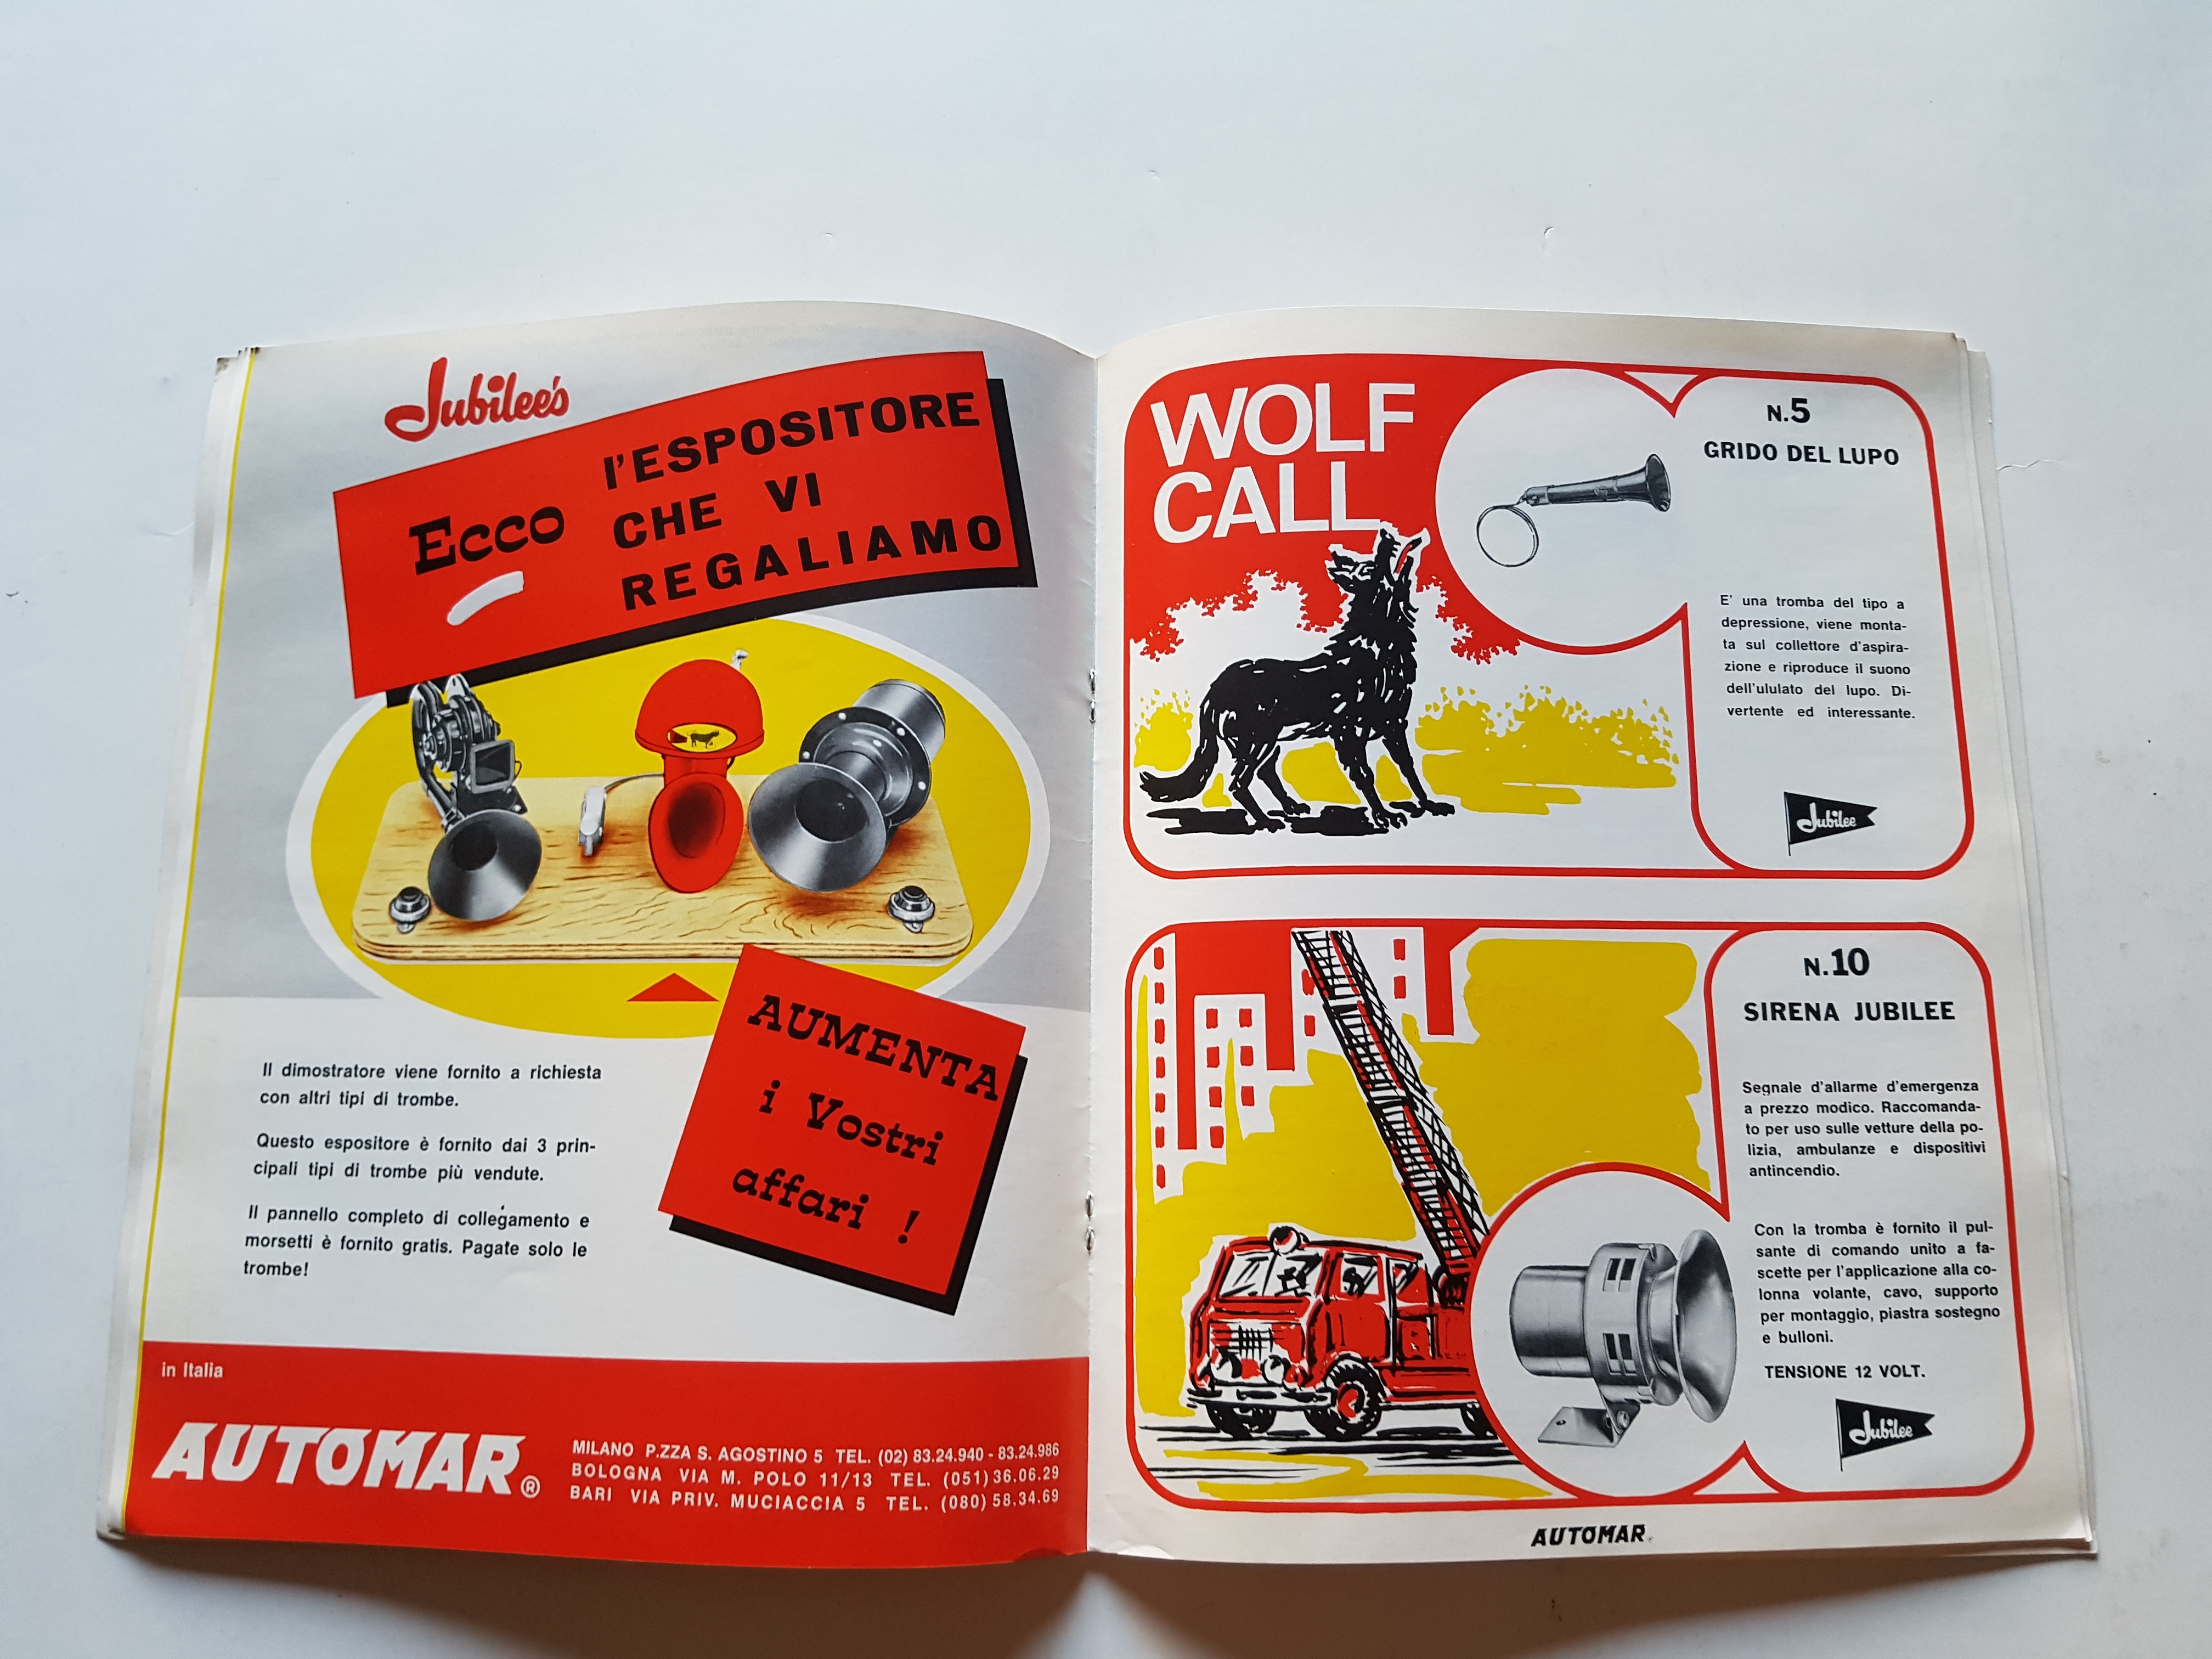 Jubilee's
Ecco
l'ESPOSITORE
CHE VI
REGALIAMO
AUMENTA
i Vostri
affari !
Il dimostratore viene fornito a richiesta
con altri tipi di trombe.
Questo espositore è fornito dai 3 prin-
cipali tipi di trombe più vendute.
Il pannello completo di collegamento e
morsetti è fornito gratis. Pagate solo le
trombe!
in Italia
AUTOMAR®
MILANO P.ZZA S. AGOSTINO 5 TEL. (02) 83.24.940 - 83.24.986
BOLOGNA VIA M. POLO 11/13 TEL. (051) 36.06.29
BARI VIA PRIV. MUCIACCIA 5 TEL. (080) 58.34.69
WOLF
CALL
N.5
GRIDO DEL LUPO
E' una tromba del tipo a
depressione, viene monta-
ta sul collettore d'aspira-
zione e riproduce il suono
dell'ululato del lupo. Di-
vertente ed interessante.
Jubilee
N.10
SIRENA JUBILEE
Segnale d'allarme d'emergenza
a prezzo modico. Raccomanda-
to per uso sulle vetture della po-
lizia, ambulanze e dispositivi
antincendio.
Con la tromba è fornito il pul-
sante di comando unito a fa-
scette per l'applicazione alla co-
lonna volante, cavo, supporto
per montaggio, piastra sostegno
e bulloni.
TENSIONE 12 VOLT.
Jubilee
AUTOMAR